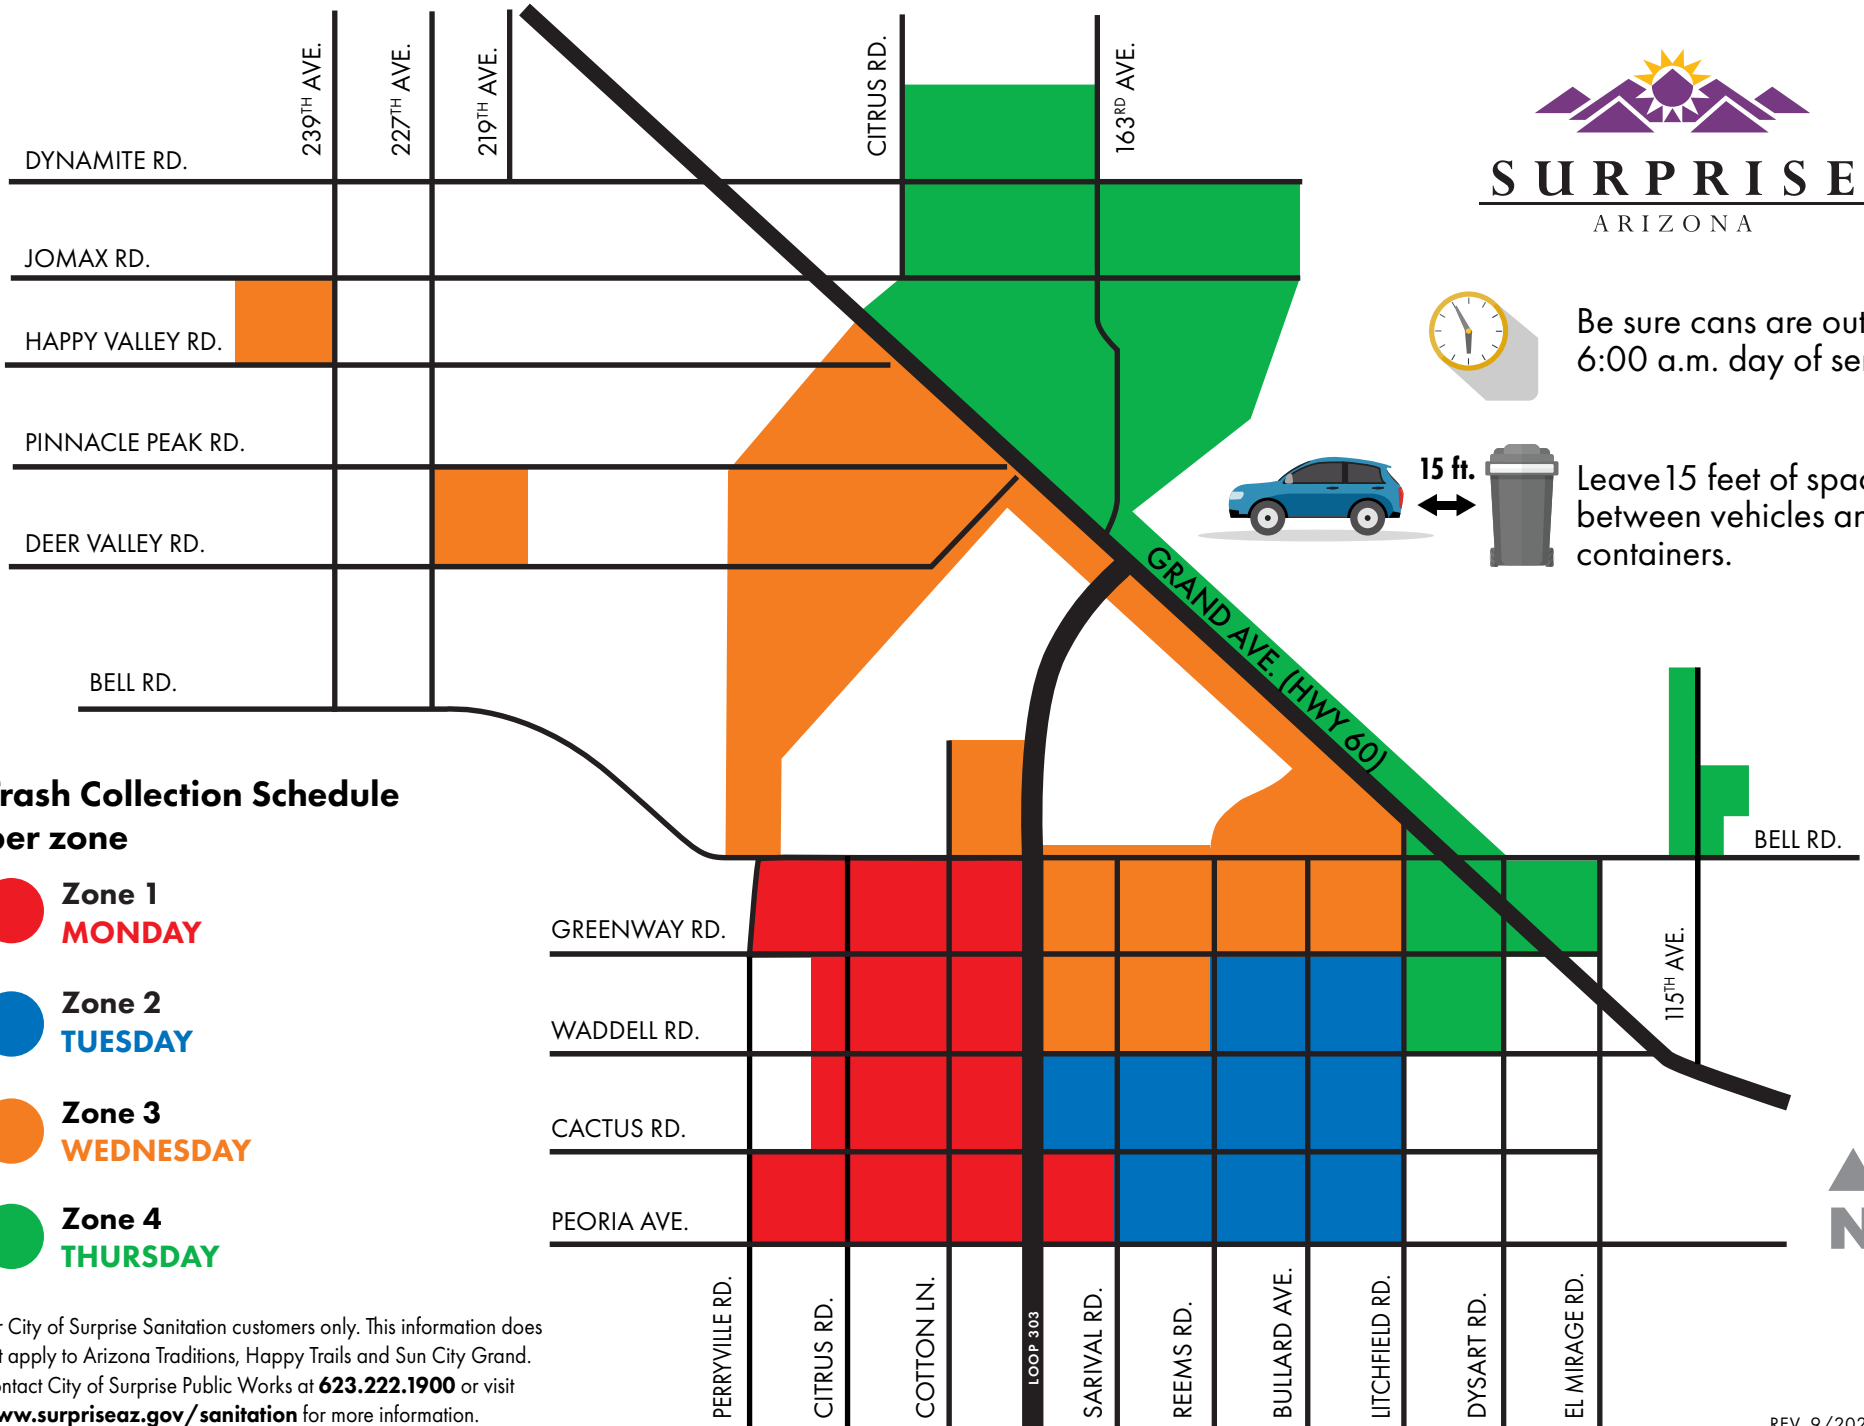 239TH AVE.
227TH AVE.
219TH AVE.
CITRUS RD.
163RD AVE.
DYNAMITE RD.
JOMAX RD.
HAPPY VALLEY RD.
PINNACLE PEAK RD.
DEER VALLEY RD.
BELL RD.
SURPRISE
ARIZONA
Be sure cans are out
6:00 a.m. day of
15 ft.
Leave 15 feet of
between vehicles
containers.
GRAND AVE. (HWY 60)
BELL RD.
115TH AVE.
Collection Schedule
zone
Zone 1
MONDAY
Zone 2
TUESDAY
Zone 3
WEDNESDAY
Zone 4
THURSDAY
GREENWAY RD.
WADDELL RD.
CACTUS RD.
PEORIA AVE.
PERRYVILLE RD.
CITRUS RD.
COTTON LN.
LOOP 303
SARIVAL RD.
REEMS RD.
BULLARD AVE.
LITCHFIELD RD.
DYSART RD.
EL MIRAGE RD.
N
City of Surprise Sanitation customers only. This information does
apply to Arizona Traditions, Happy Trails and Sun City Grand.
City of Surprise Public Works at 623.222.1900 or visit
.surpriseaz.gov/sanitation for more information.
REV.